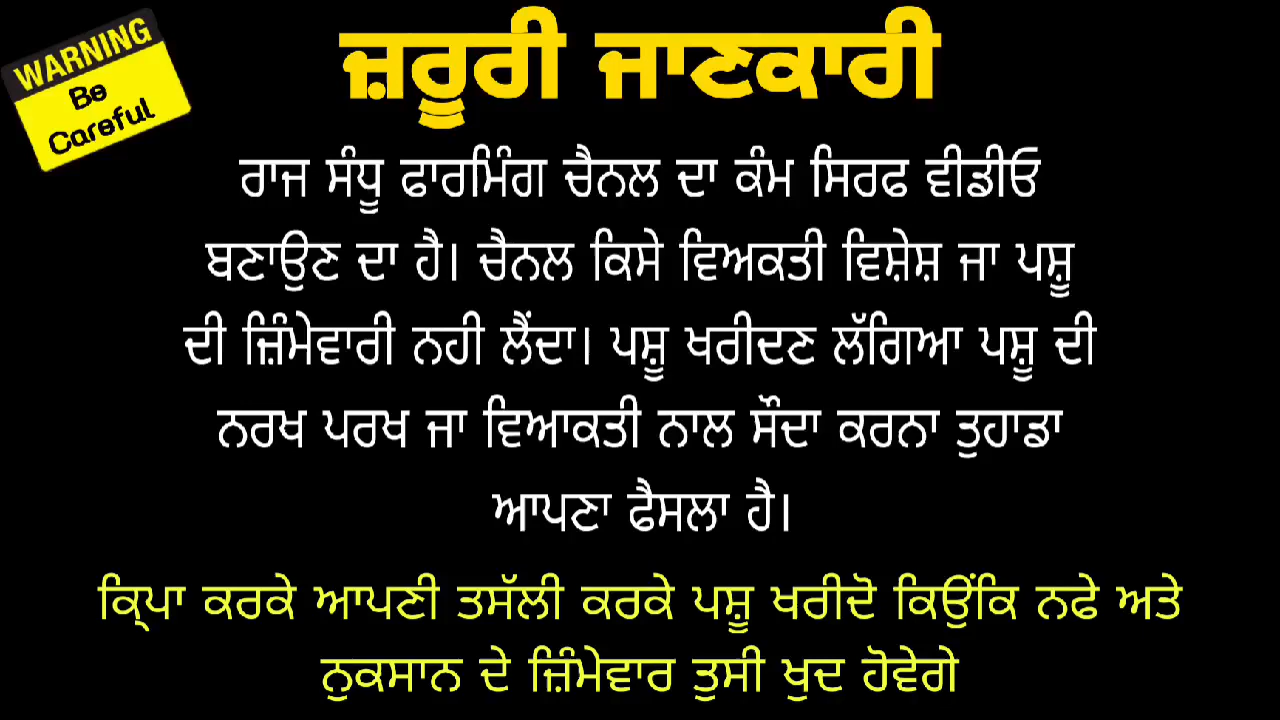 WARNING
Be
Careful
ਜ਼ਰੂਰੀ ਜਾਣਕਾਰੀ
ਰਾਜ ਸੰਧੂ ਫਾਰਮਿੰਗ ਚੈਨਲ ਦਾ ਕੰਮ ਸਿਰਫ ਵੀਡੀਓ
ਬਣਾਉਣ ਦਾ ਹੈ। ਚੈਨਲ ਕਿਸੇ ਵਿਅਕਤੀ ਵਿਸ਼ੇਸ਼ ਜਾ ਪਸ਼ੂ
ਦੀ ਜ਼ਿੰਮੇਵਾਰੀ ਨਹੀ ਲੈਂਦਾ। ਪਸ਼ੂ ਖਰੀਦਣ ਲੱਗਿਆ ਪਸ਼ੂ ਦੀ
ਨਰਖ ਪਰਖ ਜਾ ਵਿਆਕਤੀ ਨਾਲ ਸੌਦਾ ਕਰਨਾ ਤੁਹਾਡਾ
ਆਪਣਾ ਫੈਸਲਾ ਹੈ।
ਕ੍ਰਿਪਾ ਕਰਕੇ ਆਪਣੀ ਤਸੱਲੀ ਕਰਕੇ ਪਸ਼ੂ ਖਰੀਦੋ ਕਿਉਂਕਿ ਨਫੇ ਅਤੇ
ਨੁਕਸਾਨ ਦੇ ਜ਼ਿੰਮੇਵਾਰ ਤੁਸੀ ਖੁਦ ਹੋਵੇਗੇ